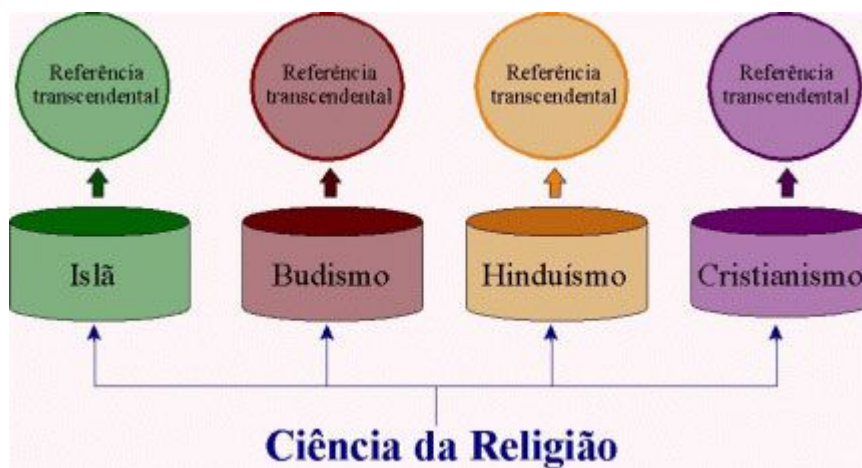 Referência
transcendental
Referência
transcendental
Referência
transcendental
Referência
transcendental
Islã
Budismo
Hinduísmo
Cristianismo
Ciência da Religião